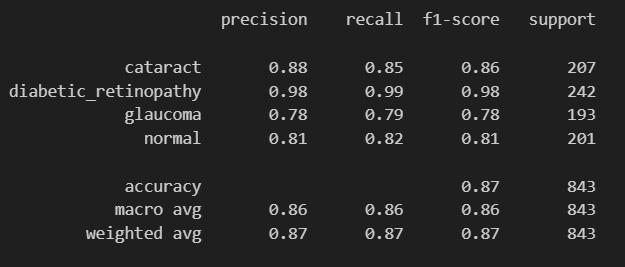 precision recall f1-score support
cataract 0.88 0.85 0.86 207
diabetic_retinopathy 0.98 0.99 0.98 242
glaucoma 0.78 0.79 0.78 193
normal 0.81 0.82 0.81 201
accuracy 0.87 843
macro avg 0.86 0.86 0.86 843
weighted avg 0.87 0.87 0.87 843